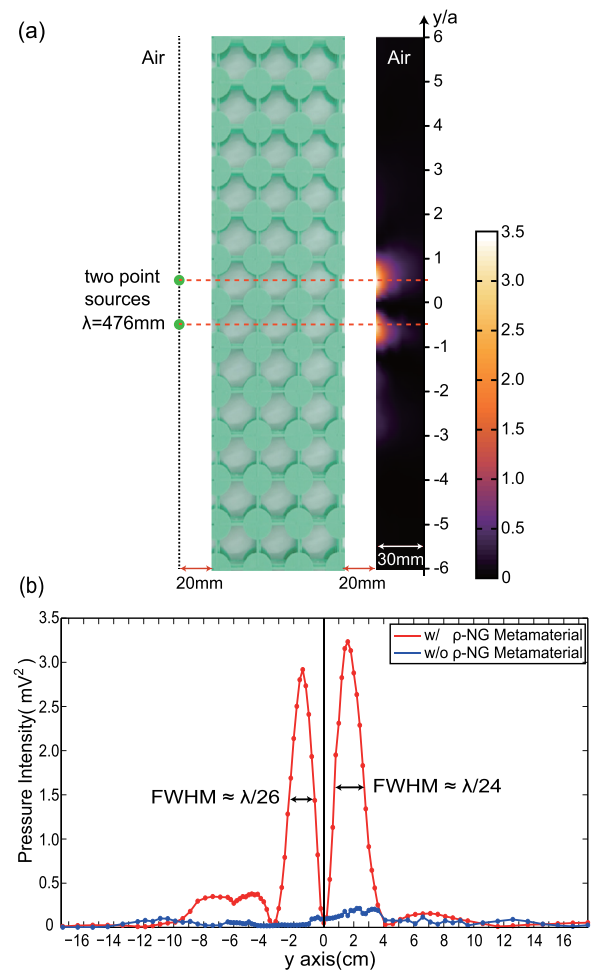 (a)
y/a
Air
Air
6
5
4
3
2
1
0
-1
-2
-3
-4
-5
-6
two point
sources
λ=476mm
3.5
3.0
2.5
2.0
1.5
1.0
0.5
0
30mm
20mm
20mm
(b)
3.5
3.0
2.5
2.0
1.5
1.0
0.5
0
Pressure Intensity( mV²)
w/ ρ-NG Metamaterial
w/o ρ-NG Metamaterial
FWHM ≈ λ/26
FWHM ≈ λ/24
-16 -14 -12 -10 -8 -6 -4 -2 0 2 4 6 8 10 12 14 16
y axis(cm)